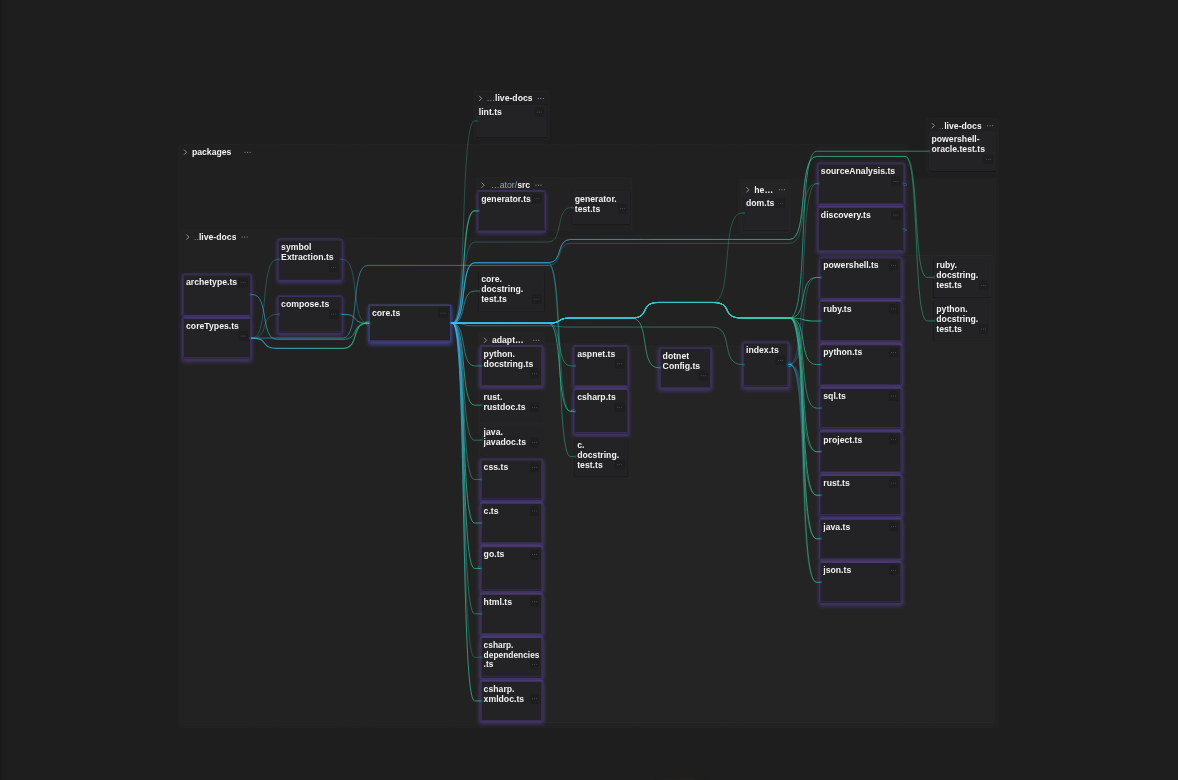 …live-docs
lint.ts
..live-docs
powershell-
oracle.test.ts
packages
…ator/src
generator.ts
generator.
test.ts
he…
dom.ts
sourceAnalysis.ts
discovery.ts
..live-docs
symbol
Extraction.ts
archetype.ts
compose.ts
coreTypes.ts
core.ts
core.
docstring.
test.ts
powershell.ts
ruby.
docstring.
test.ts
ruby.ts
python.
docstring.
test.ts
adapt…
python.
docstring.ts
aspnet.ts
dotnet
Config.ts
index.ts
python.ts
rust.
rustdoc.ts
csharp.ts
sql.ts
java.
javadoc.ts
c.
docstring.
test.ts
project.ts
css.ts
rust.ts
c.ts
java.ts
go.ts
json.ts
html.ts
csharp.
dependencies
.ts
csharp.
xmldoc.ts